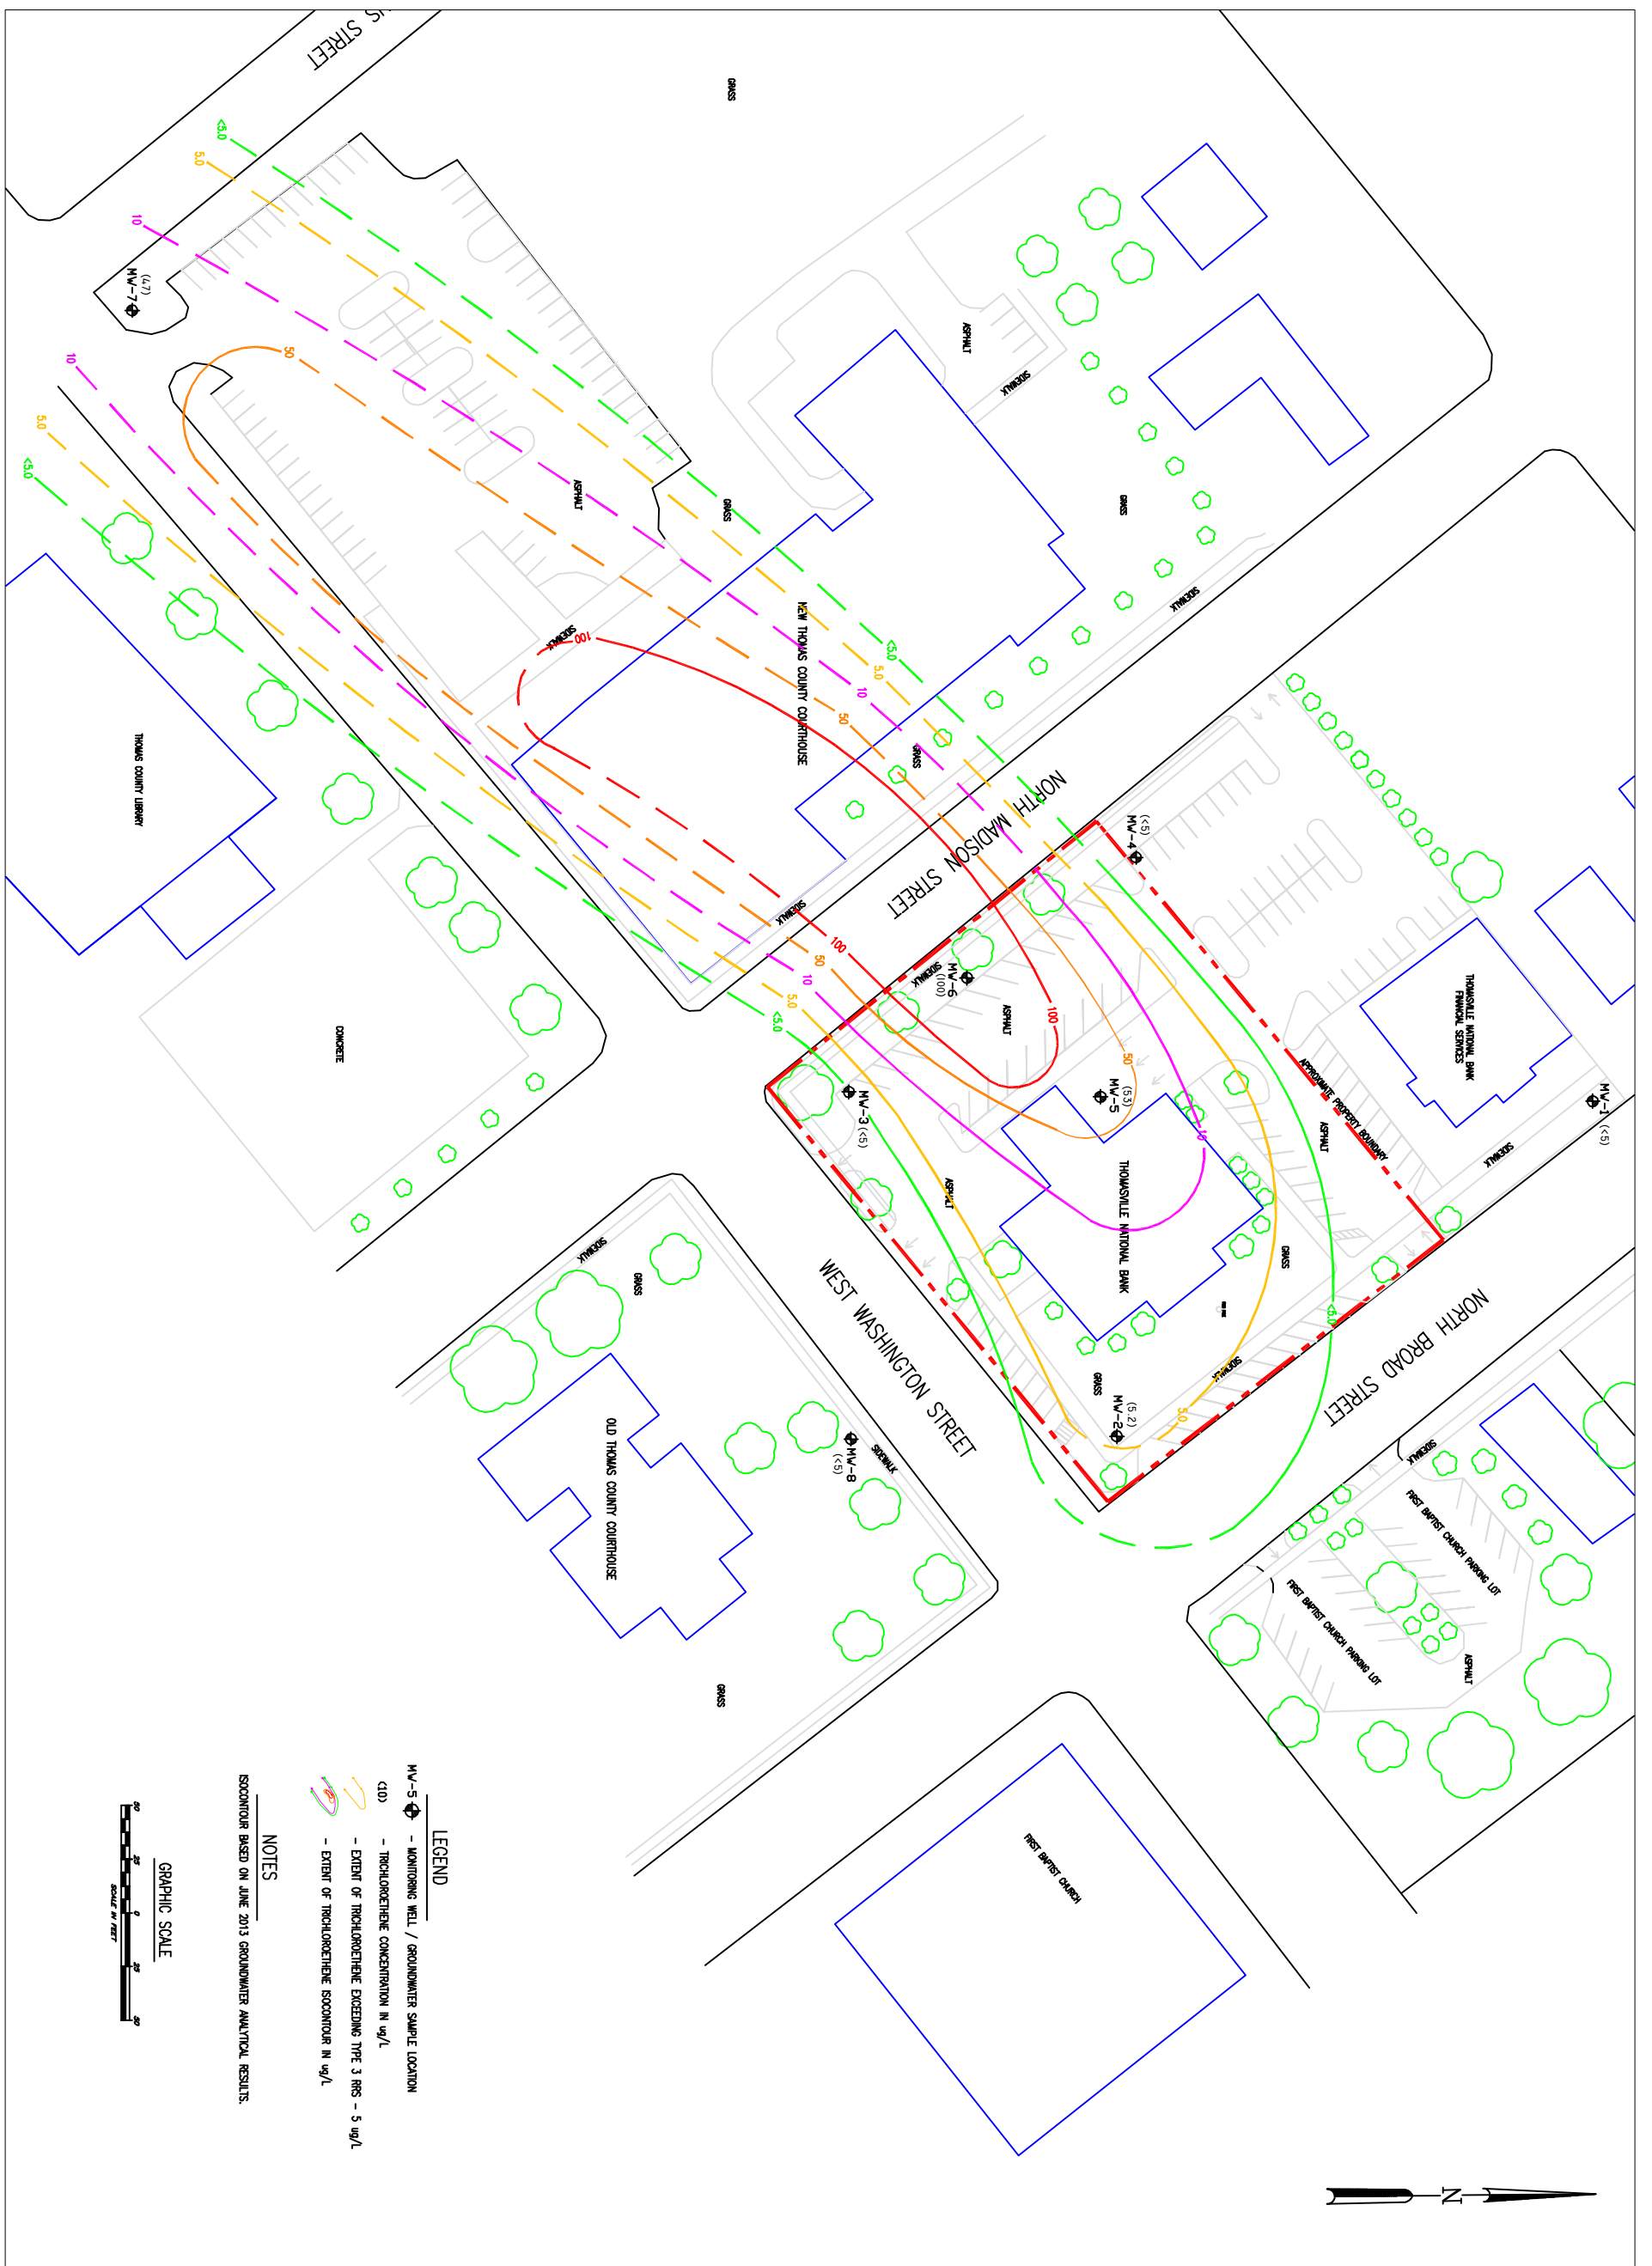 NORTH MADISON STREET
WEST WASHINGTON STREET
NORTH BROAD STREET
GRASS
<5.0
5.0
10
(47)
MW-7
50
10
5.0
<5.0
ASPHALT
SIDEWALK
GRASS
GRASS
ASPHALT
SIDEWALK
SIDEWALK
100
NEW THOMAS COUNTY COURTHOUSE
<5.0
5.0
10
50
GRASS
THOMAS COUNTY LIBRARY
CONCRETE
SIDEWALK
100
50
10
5.0
<5.0
(<5)
MW-4
MW-6
(100)
SIDEWALK
ASPHALT
100
50
(53)
MW-5
10
MW-3 (<5)
ASPHALT
THOMASVILLE NATIONAL BANK
APPROXIMATE PROPERTY BOUNDARY
ASPHALT
GRASS
<5.0
SIDEWALK
GRASS
(5.2)
MW-2
5.0
THOMASVILLE NATIONAL BANK
FINANCIAL SERVICES
MW-1 (<5)
SIDEWALK
SIDEWALK
GRASS
OLD THOMAS COUNTY COURTHOUSE
MW-8
(<5)
SIDEWALK
GRASS
SIDEWALK
FIRST BAPTIST CHURCH PARKING LOT
FIRST BAPTIST CHURCH PARKING LOT
ASPHALT
FIRST BAPTIST CHURCH
LEGEND
MW-5 - MONITORING WELL / GROUNDWATER SAMPLE LOCATION
(10) - TRICHLOROETHENE CONCENTRATION IN ug/L
- EXTENT OF TRICHLOROETHENE EXCEEDING TYPE 3 RRS - 5 ug/L
- EXTENT OF TRICHLOROETHENE ISOCONTOUR IN ug/L
NOTES
ISOCONTOUR BASED ON JUNE 2013 GROUNDWATER ANALYTICAL RESULTS.
GRAPHIC SCALE
50 25 0 25 50
SCALE IN FEET
N